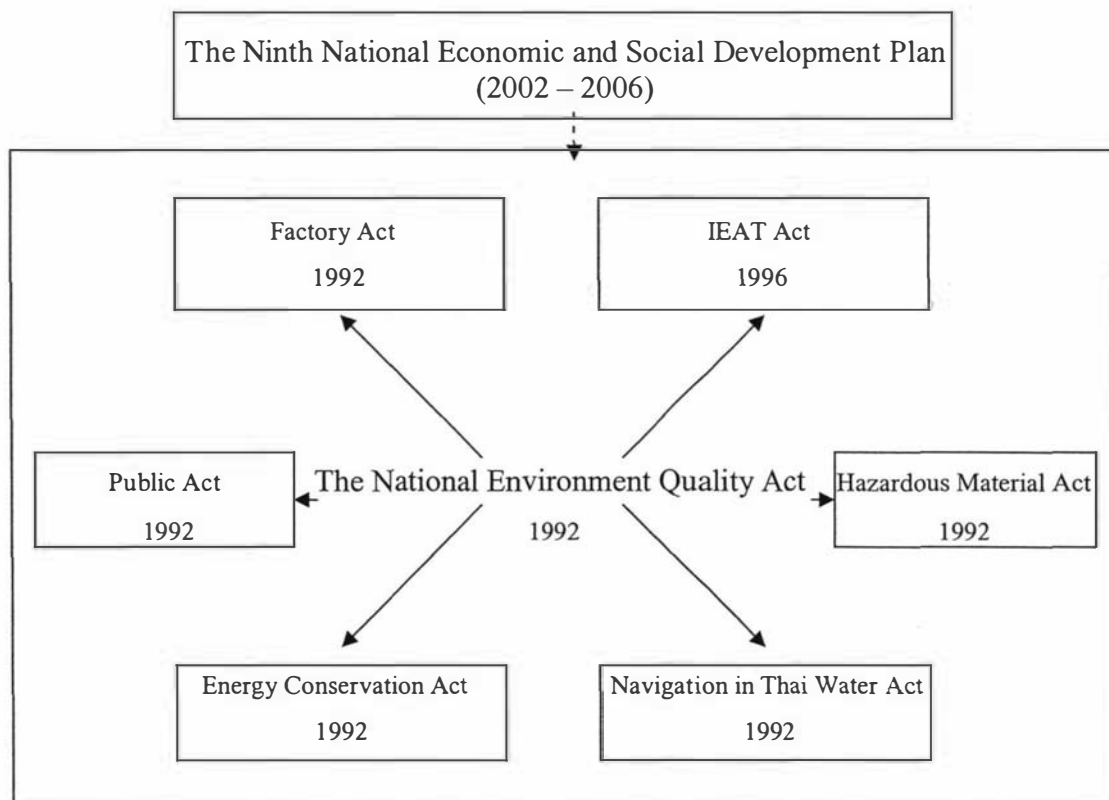 The Ninth National Economic and Social Development Plan
(2002 – 2006)
Factory Act
1992
IEAT Act
1996
Public Act
1992
The National Environment Quality Act
1992
Hazardous Material Act
1992
Energy Conservation Act
1992
Navigation in Thai Water Act
1992